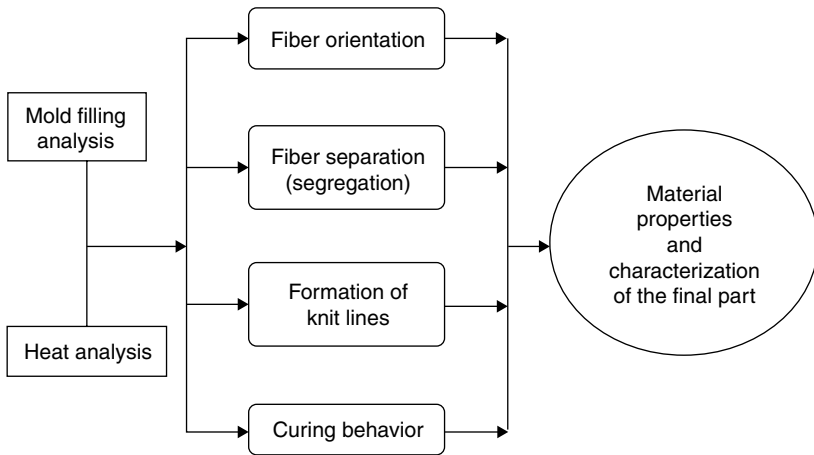 Mold filling
analysis
Heat analysis
Fiber orientation
Fiber separation
(segregation)
Formation of
knit lines
Curing behavior
Material
properties
and
characterization
of the final part